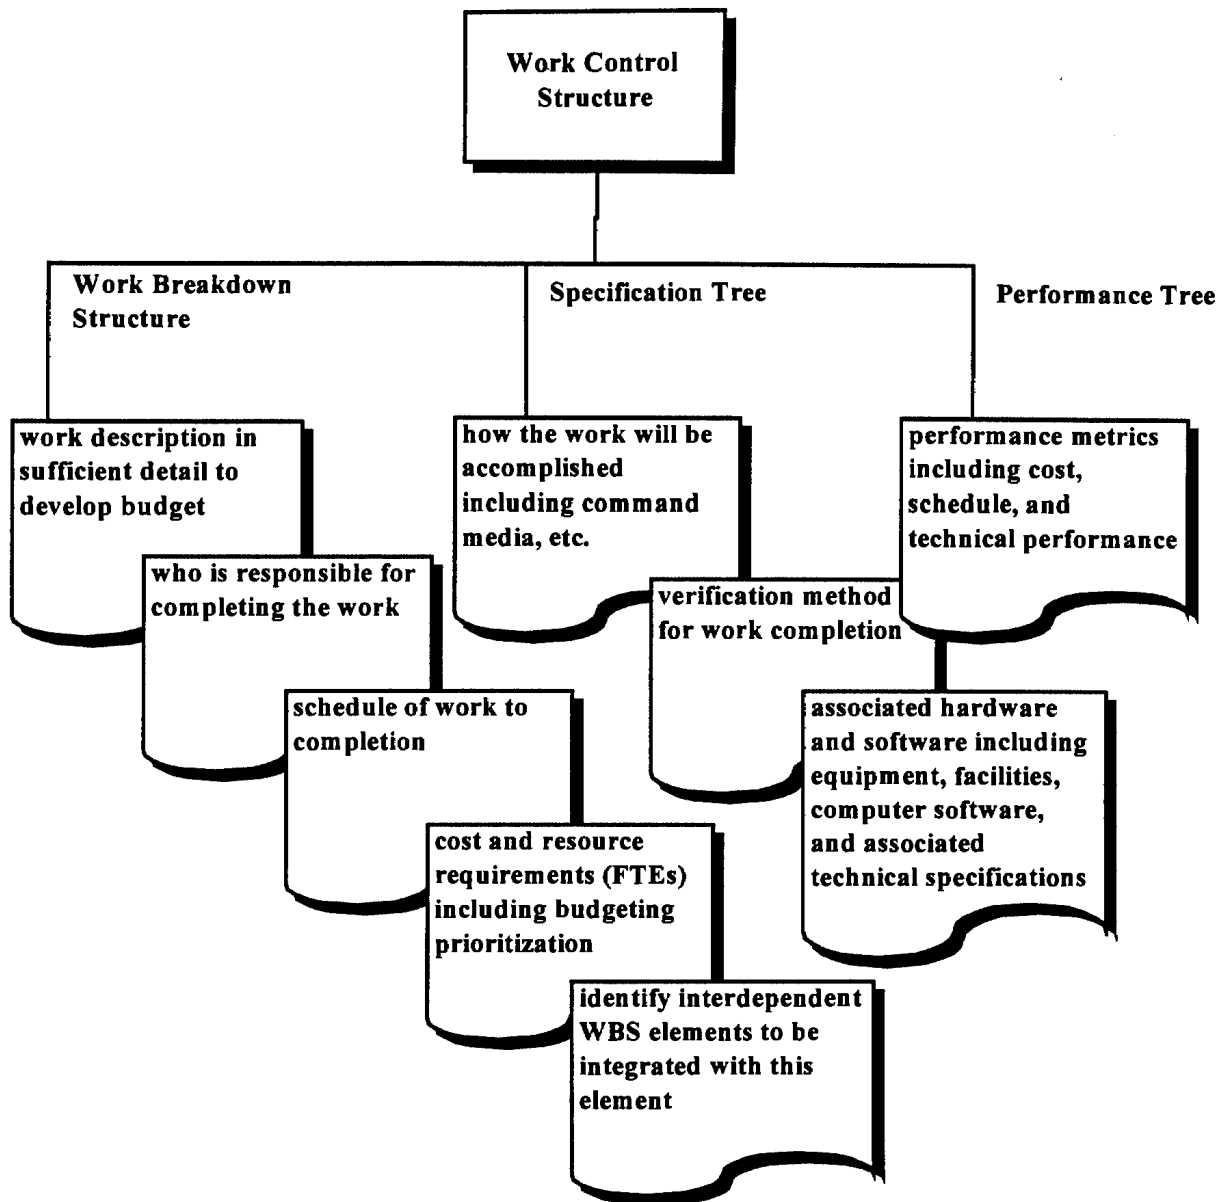 Work Control
Structure
Work Breakdown
Structure
Specification Tree
Performance Tree
work description in
sufficient detail to
develop budget
who is responsible for
completing the work
schedule of work to
completion
cost and resource
requirements (FTEs)
including budgeting
prioritization
identify interdependent
WBS elements to be
integrated with this
element
how the work will be
accomplished
including command
media, etc.
verification method
for work completion
associated hardware
and software including
equipment, facilities,
computer software,
and associated
technical specifications
performance metrics
including cost,
schedule, and
technical performance